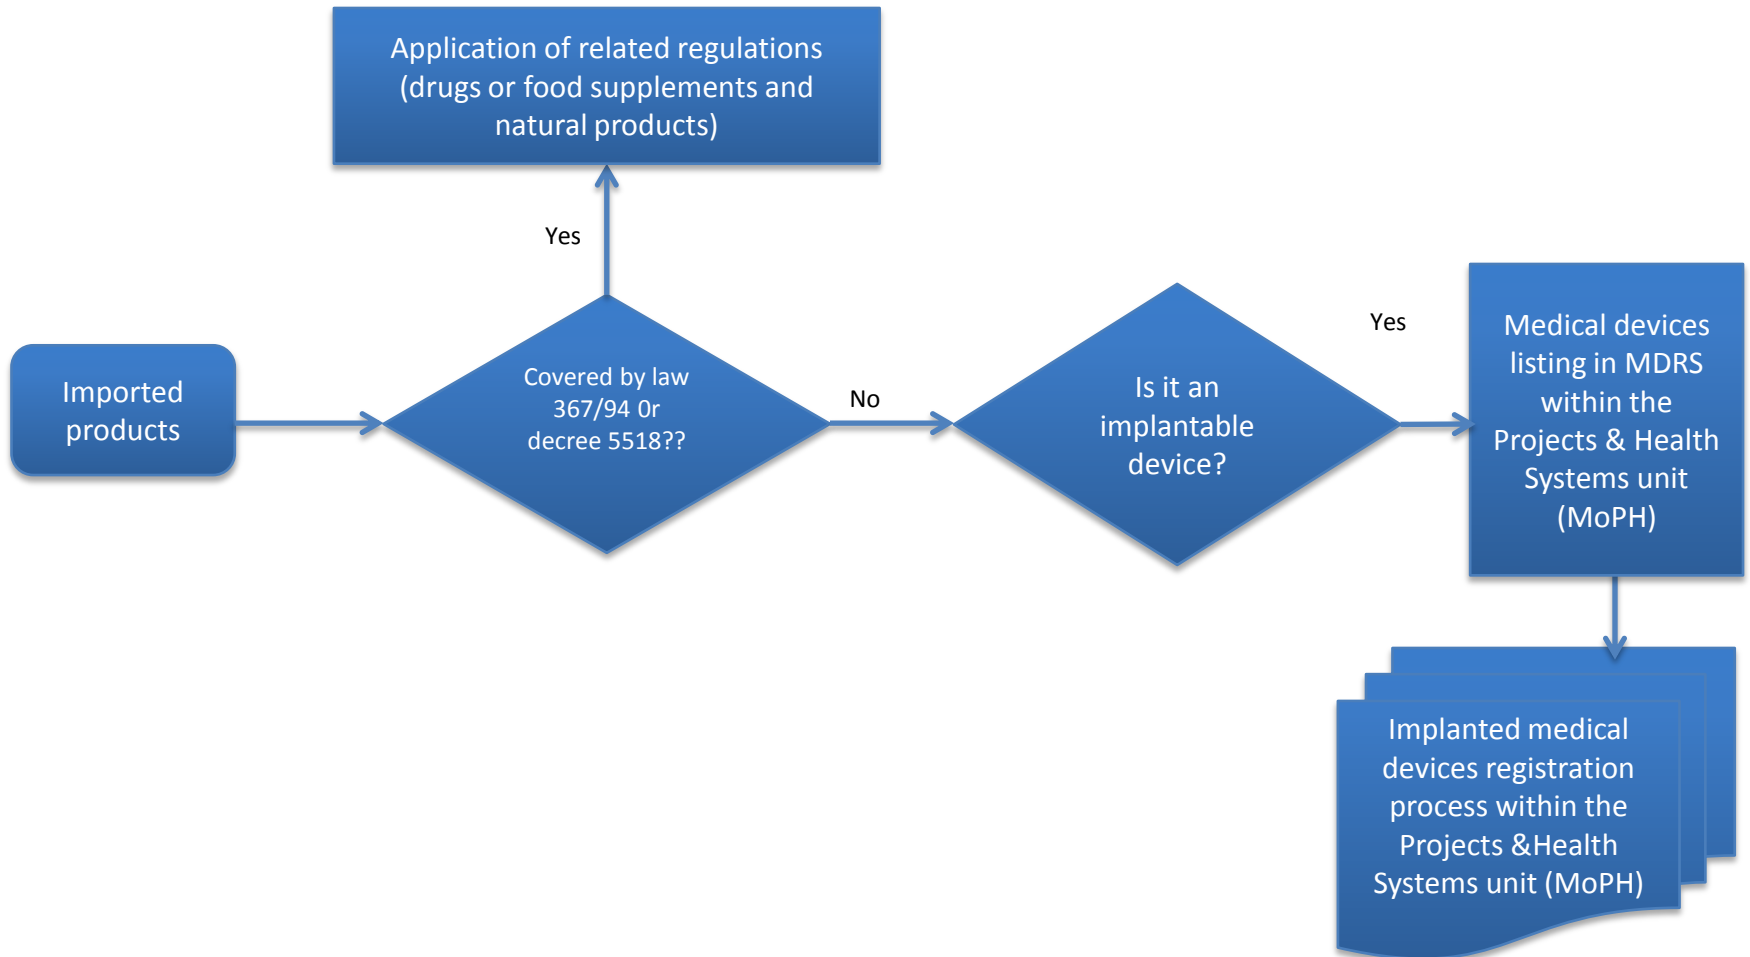 Application of related regulations
(drugs or food supplements and
natural products)
Yes
Imported
products
Covered by law
367/94 0r
decree 5518??
No
Is it an
implantable
device?
Yes
Medical devices
listing in MDRS
within the
Projects & Health
Systems unit
(MoPH)
Implanted medical
devices registration
process within the
Projects &Health
Systems unit (MoPH)